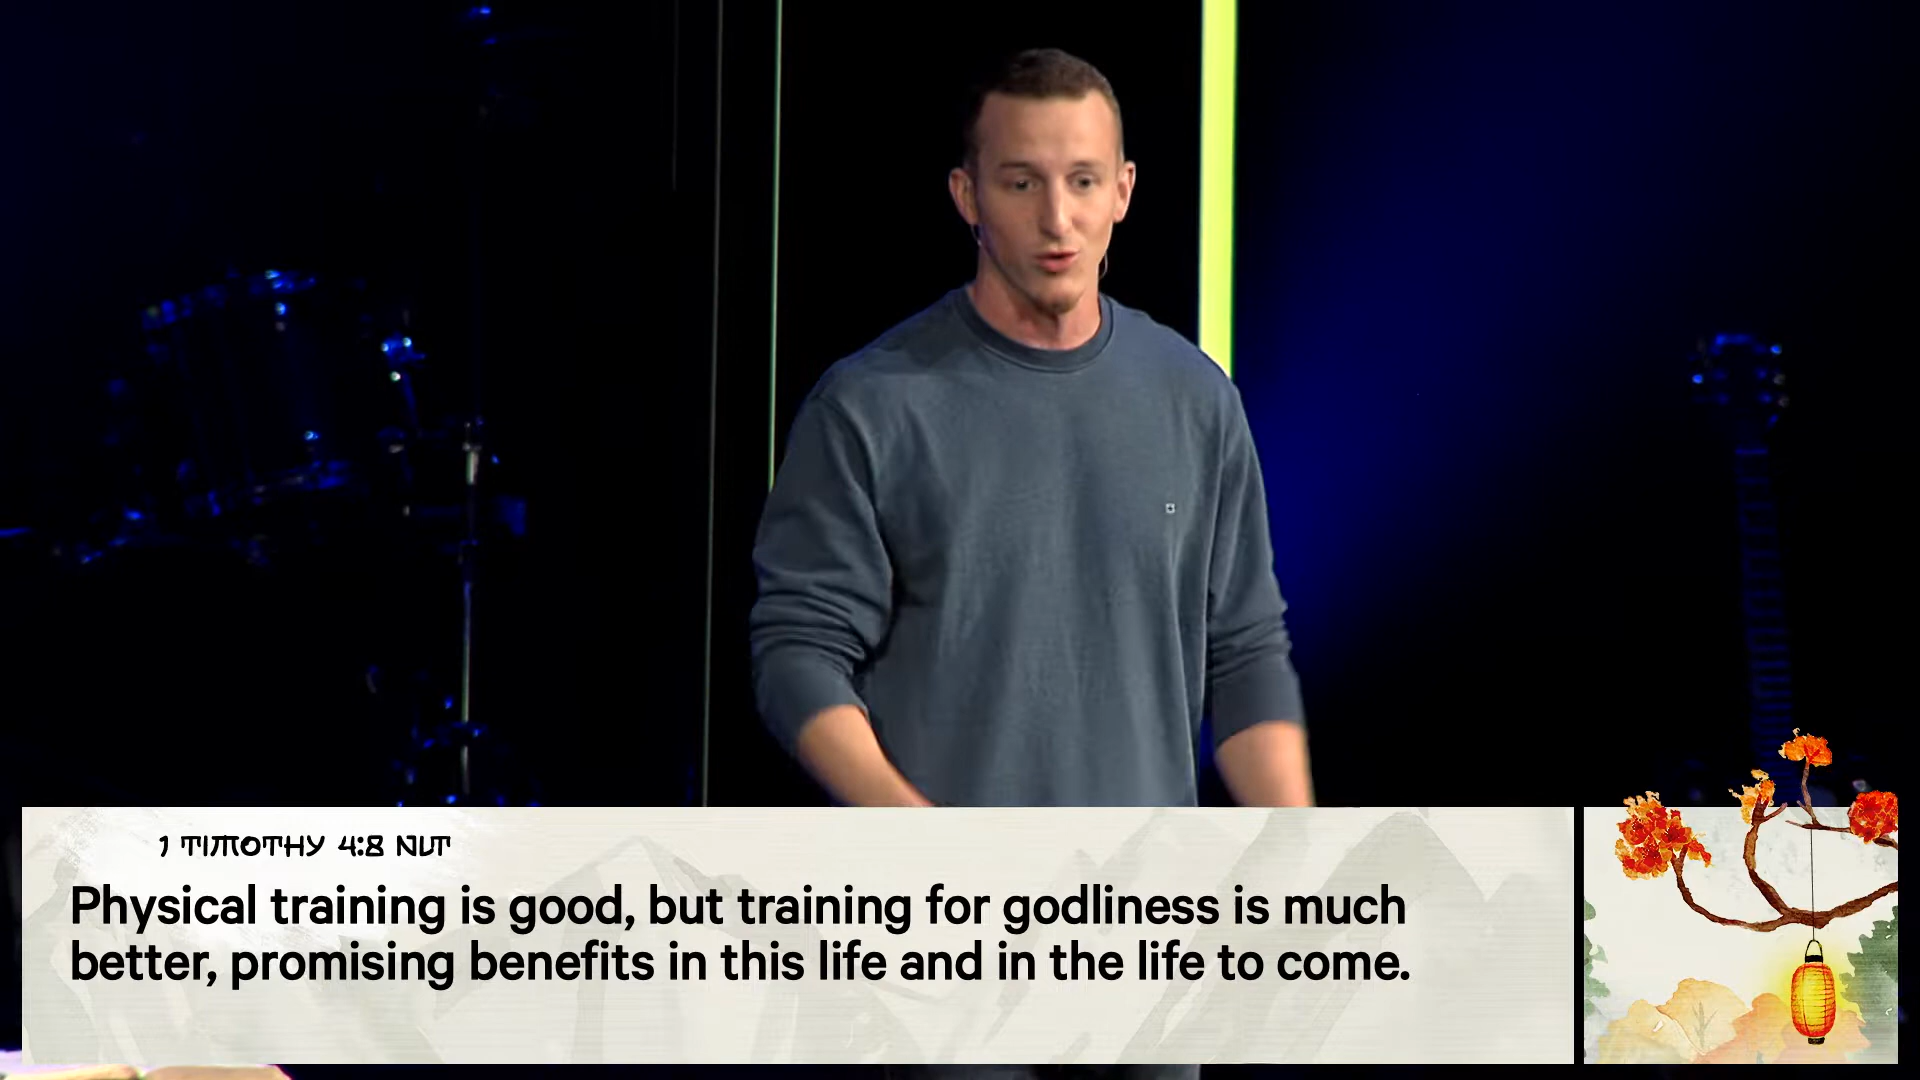 1 TIMOTHY 4:8 NLT
Physical training is good, but training for godliness is much
better, promising benefits in this life and in the life to come.